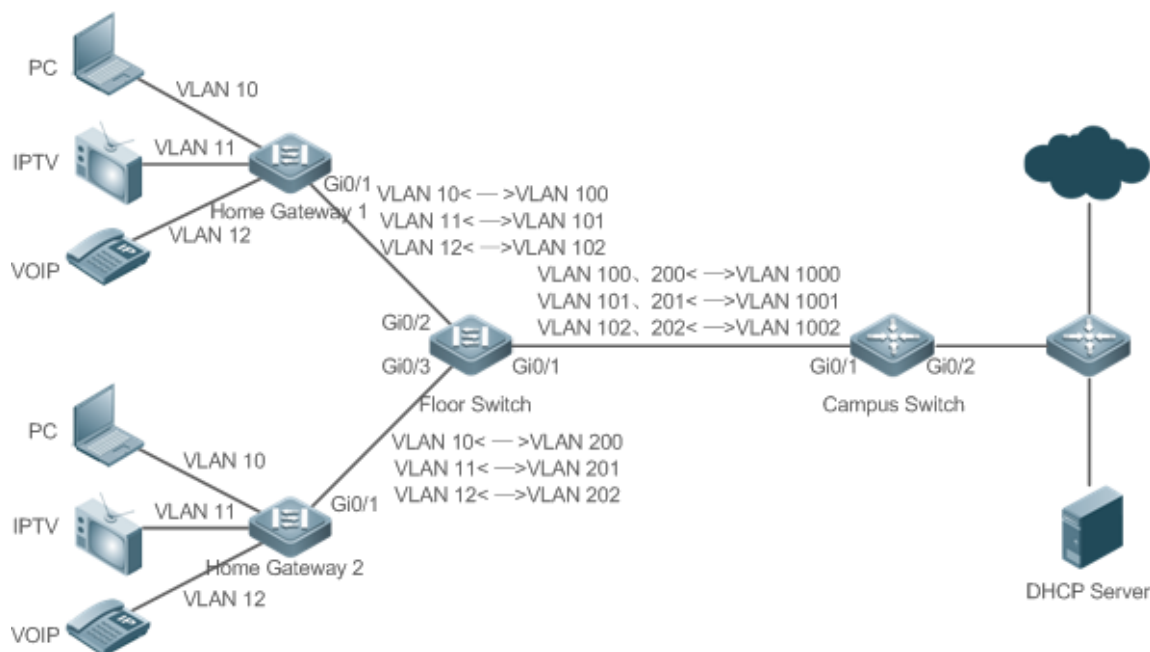 PC
VLAN 10
IPTV
VLAN 11
Gi0/1
Home Gateway 1
VLAN 12
VOIP
IP
VLAN 10< —>VLAN 100
VLAN 11< —>VLAN 101
VLAN 12< —>VLAN 102
VLAN 100、200< —>VLAN 1000
VLAN 101、201< —>VLAN 1001
VLAN 102、202< —>VLAN 1002
Gi0/2
Gi0/3
Gi0/1
Floor Switch
Gi0/1
Gi0/2
Campus Switch
PC
VLAN 10
IPTV
VLAN 11
Gi0/1
Home Gateway 2
VLAN 12
VOIP
IP
VLAN 10< —>VLAN 200
VLAN 11< —>VLAN 201
VLAN 12< —>VLAN 202
DHCP Server